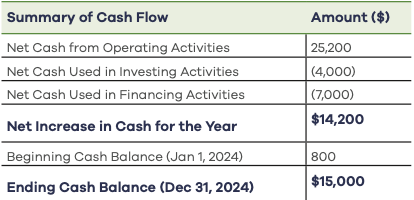 Summary of Cash Flow Amount ($)
Net Cash from Operating Activities 25,200
Net Cash Used in Investing Activities (4,000)
Net Cash Used in Financing Activities (7,000)
Net Increase in Cash for the Year $14,200
Beginning Cash Balance (Jan 1, 2024) 800
Ending Cash Balance (Dec 31, 2024) $15,000